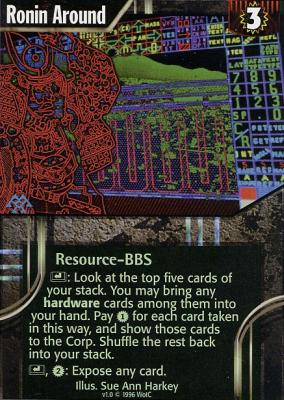 Ronin Around
3
Resource-BBS
: Look at the top five cards of
your stack. You may bring any
hardware cards among them into
your hand. Pay 1 for each card taken
in this way, and show those cards
to the Corp. Shuffle the rest back
into your stack.
, 2: Expose any card.
Illus. Sue Ann Harkey
v1.0 © 1996 WotC